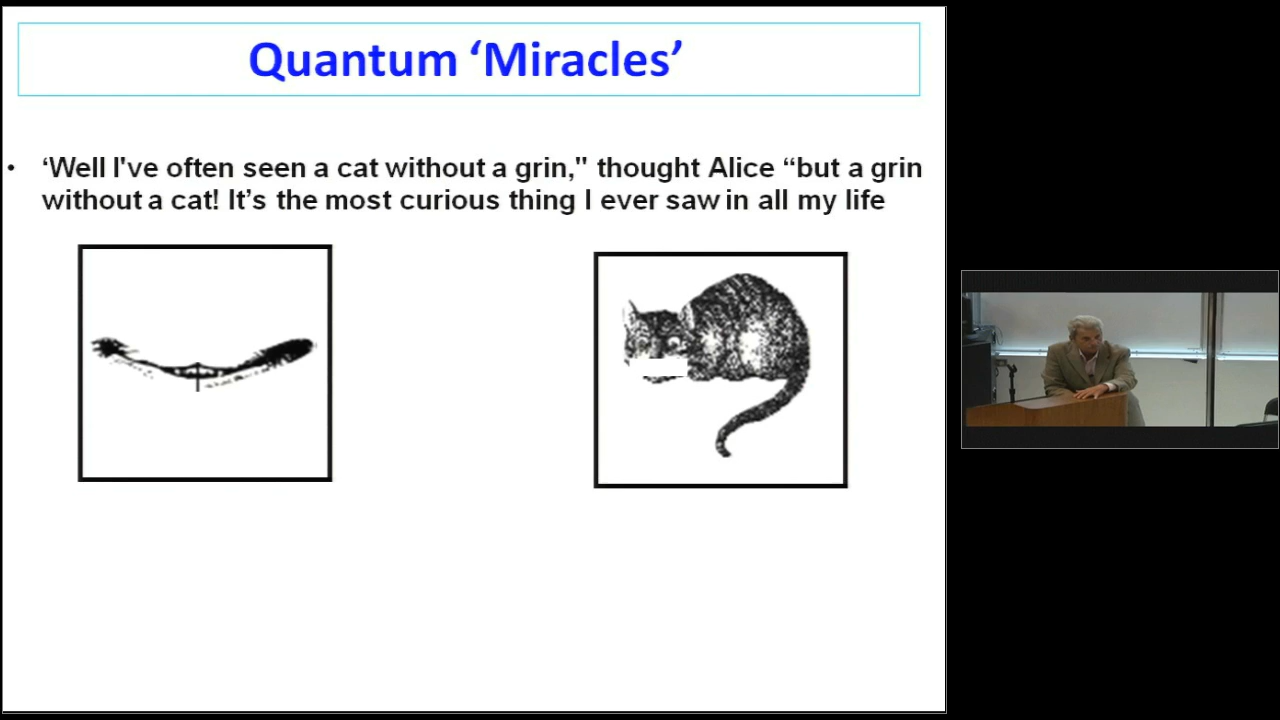 Quantum ‘Miracles’
• ‘Well I've often seen a cat without a grin," thought Alice “but a grin
without a cat! It’s the most curious thing I ever saw in all my life